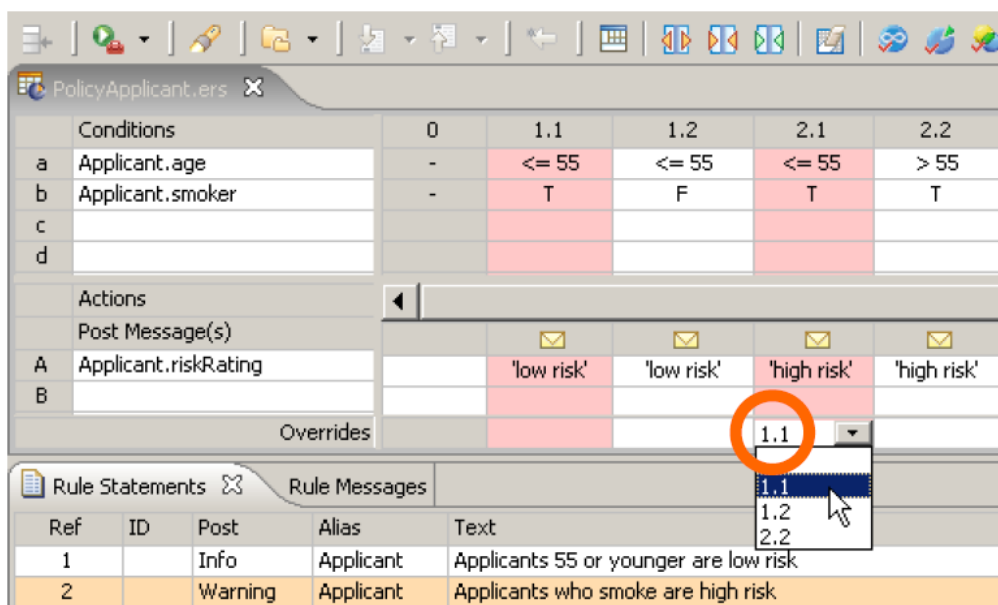 PolicyApplicant.ers
Conditions 0 1.1 1.2 2.1 2.2
a Applicant.age - <= 55 <= 55 <= 55 > 55
b Applicant.smoker - T F T T
c
d
Actions
Post Message(s)
A Applicant.riskRating 'low risk' 'low risk' 'high risk' 'high risk'
B
Overrides 1.1
1.1
1.2
2.2
Rule Statements Rule Messages
Ref ID Post Alias Text
1 Info Applicant Applicants 55 or younger are low risk
2 Warning Applicant Applicants who smoke are high risk